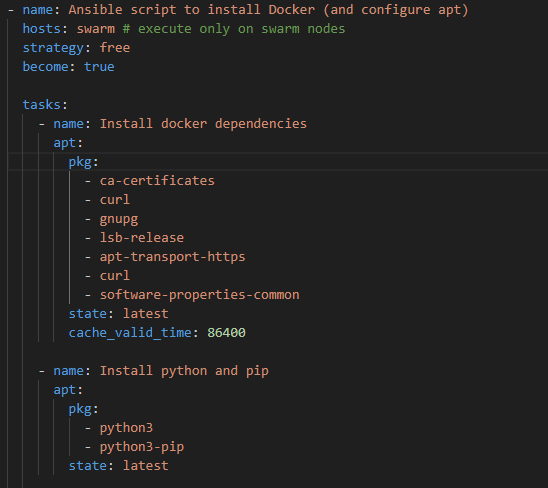 - name: Ansible script to install Docker (and configure apt)
  hosts: swarm # execute only on swarm nodes
  strategy: free
  become: true
  tasks:
    - name: Install docker dependencies
      apt:
        pkg:
          - ca-certificates
          - curl
          - gnupg
          - lsb-release
          - apt-transport-https
          - curl
          - software-properties-common
        state: latest
        cache_valid_time: 86400
    - name: Install python and pip
      apt:
        pkg:
          - python3
          - python3-pip
        state: latest